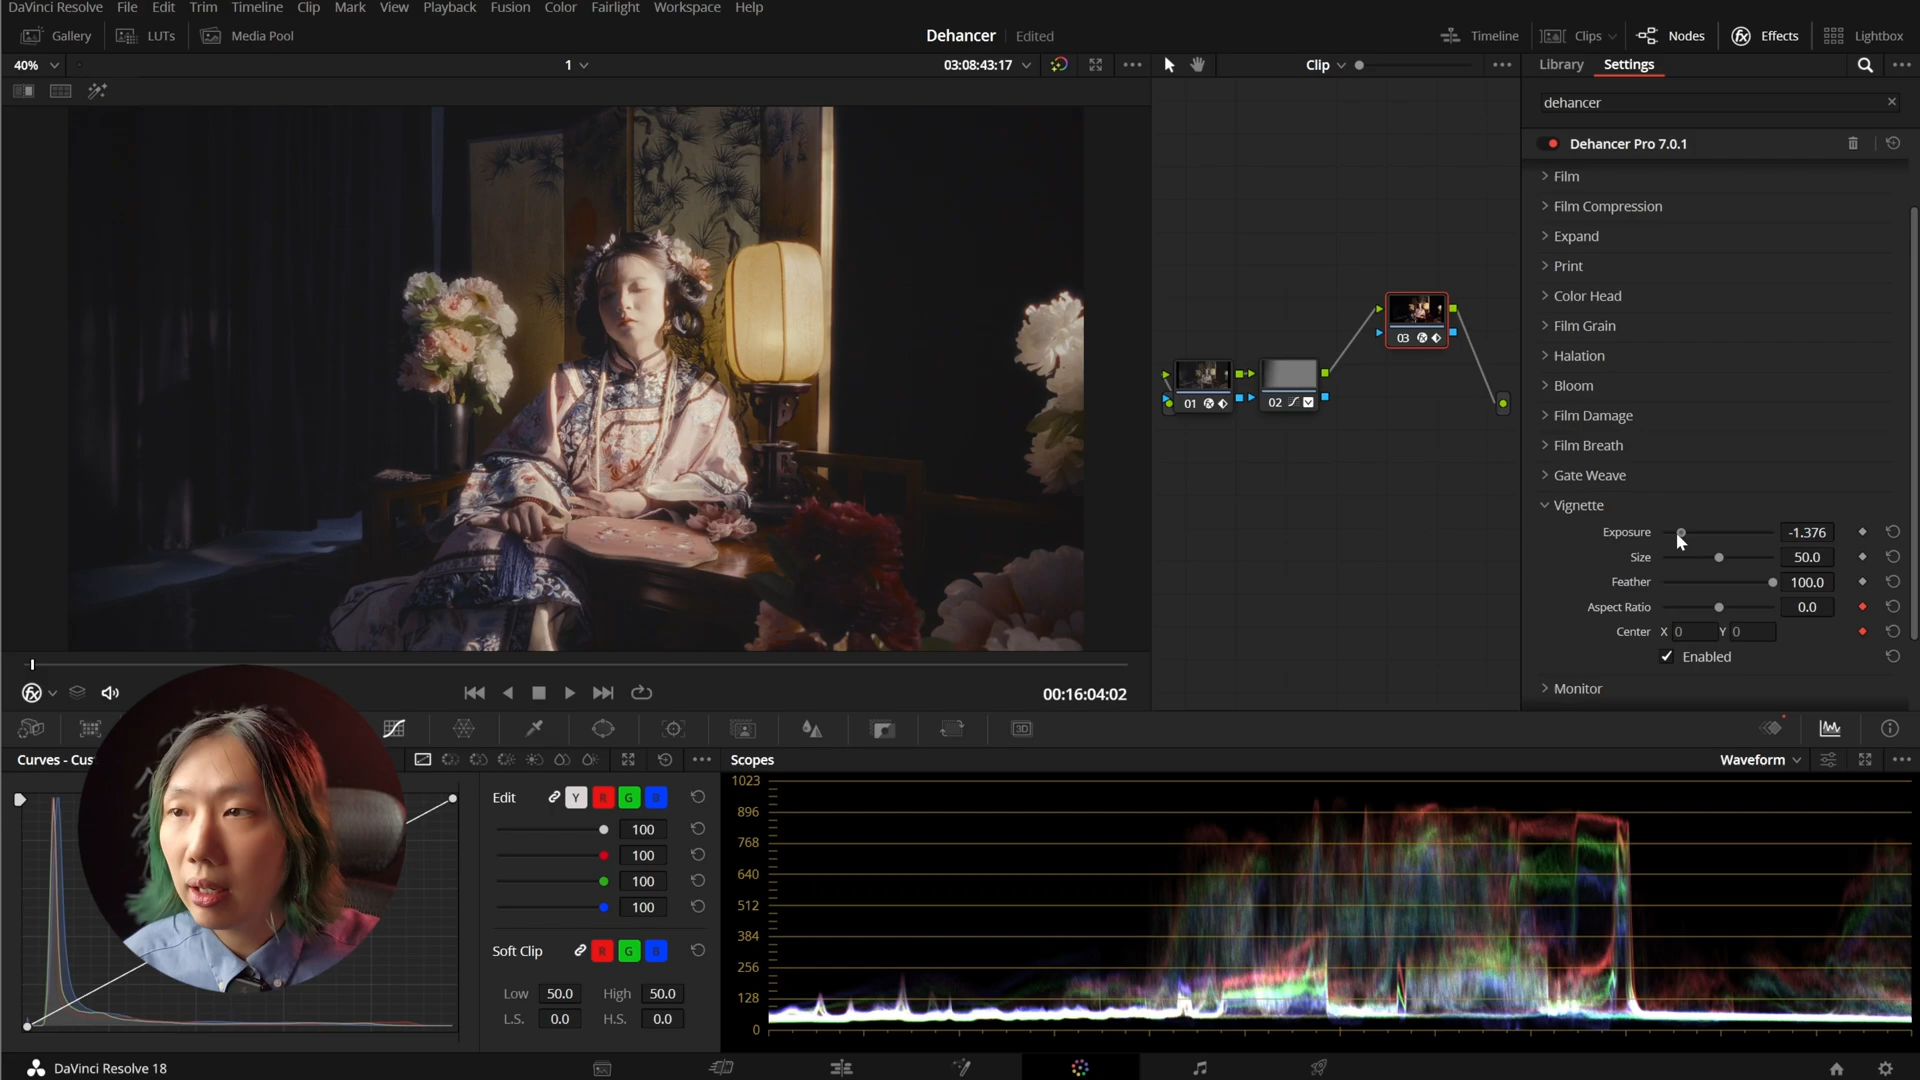 DaVinci Resolve File Edit Trim Timeline Clip Mark View Playback Fusion Color Fairlight Workspace Help
Gallery LUTs Media Pool Dehancer Edited Timeline Clips Nodes Effects Lightbox
40% 1 03:08:43:17 Clip Library Settings
dehancer
Dehancer Pro 7.0.1
Film
Film Compression
Expand
Print
Color Head
Film Grain
Halation
Bloom
Film Damage
Film Breath
Gate Weave
Vignette
Exposure -1.376
Size 50.0
Feather 100.0
Aspect Ratio 0.0
Center X 0 Y 0
Enabled
Monitor
01
02
03
00:16:04:02
3D
Curves - Cus
Edit Y R G B
100
100
100
100
Soft Clip R G B
Low 50.0 High 50.0
L.S. 0.0 H.S. 0.0
Scopes Waveform
1023
896
768
640
512
384
256
128
0
DaVinci Resolve 18